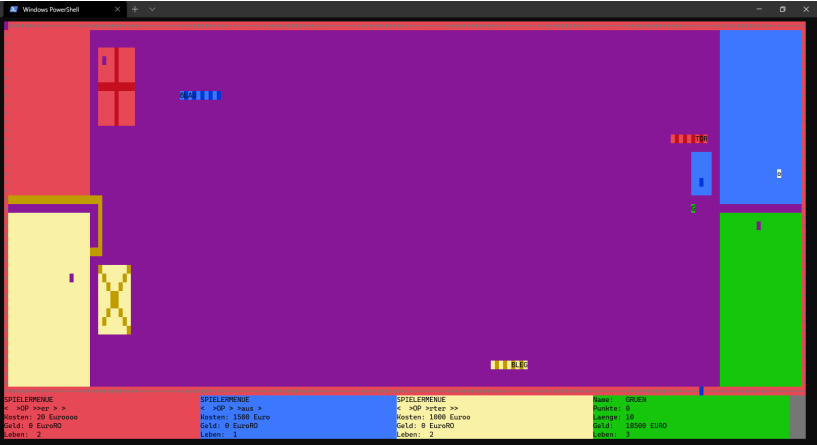 Windows PowerShell
TOR
BLEG
SPIELERMENUE
< >OP >>er > >
Kosten: 20 Euroooo
Geld: 0 EuroRO
Leben: 2
SPIELERMENUE
< >OP > >aus >
Kosten: 1500 Euro
Geld: 0 EuroRO
Leben: 1
SPIELERMENUE
< >OP >rter >>
Kosten: 1000 Euroo
Geld: 0 EuroRO
Leben: 2
Name: GRUEN
Punkte: 0
Laenge: 10
Geld: 18500 EURO
Leben: 3